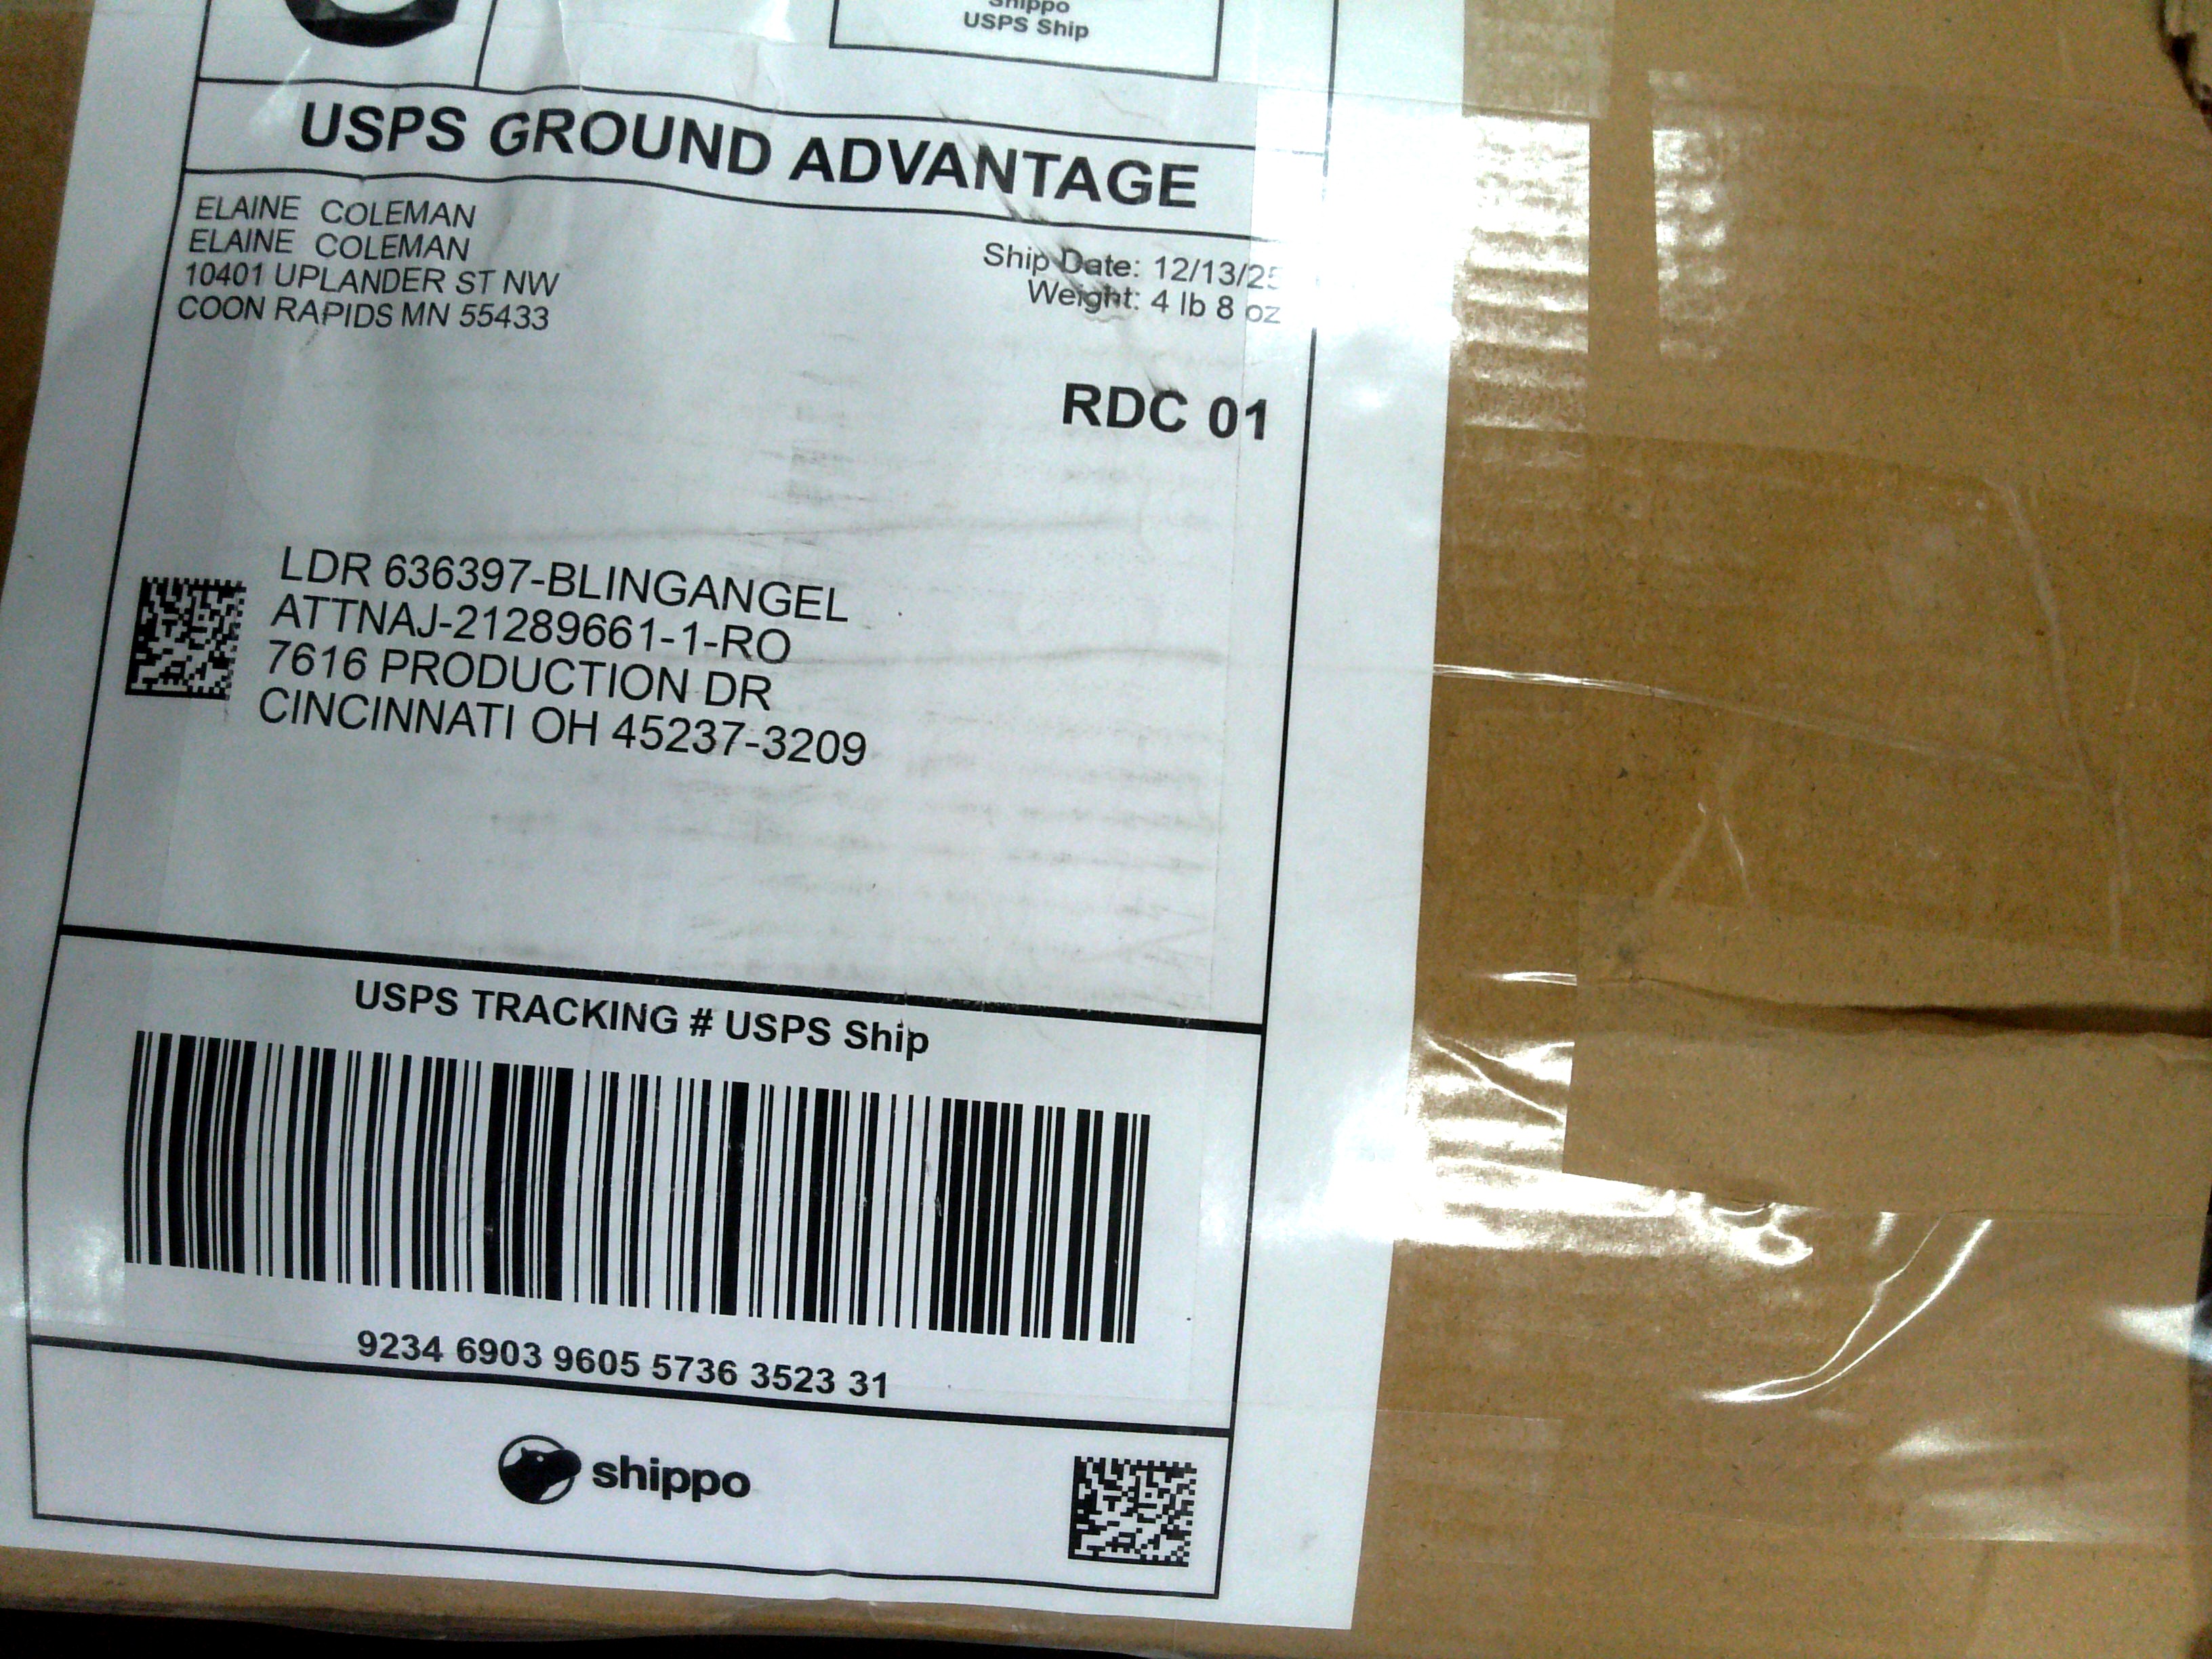 Shippo
USPS Ship
USPS GROUND ADVANTAGE
ELAINE COLEMAN
ELAINE COLEMAN
10401 UPLANDER ST NW
COON RAPIDS MN 55433
Ship Date: 12/13/25
Weight: 4 lb 8 oz
RDC 01
LDR 636397-BLINGANGEL
ATTNAJ-21289661-1-RO
7616 PRODUCTION DR
CINCINNATI OH 45237-3209
USPS TRACKING # USPS Ship
9234 6903 9605 5736 3523 31
shippo